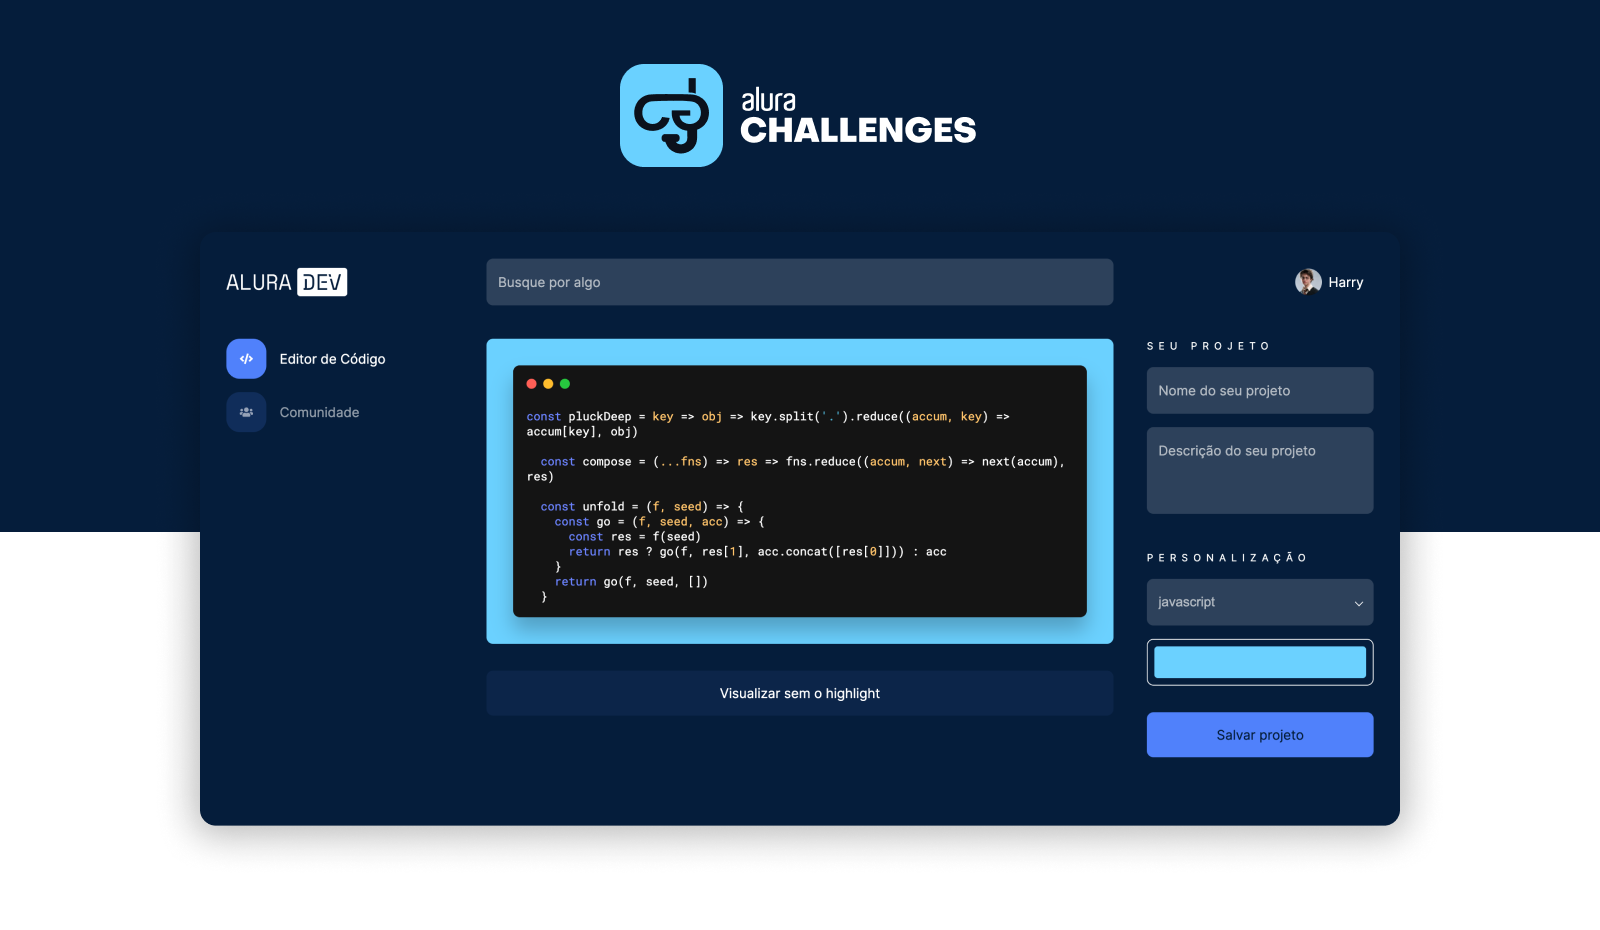 alura
CHALLENGES
ALURA DEV
Busque por algo
Harry
Editor de Código
Comunidade
const pluckDeep = key => obj => key.split('.').reduce((accum, key) =>
accum[key], obj)
const compose = (...fns) => res => fns.reduce((accum, next) => next(accum),
res)
const unfold = (f, seed) => {
const go = (f, seed, acc) => {
const res = f(seed)
return res ? go(f, res[1], acc.concat([res[0]])) : acc
}
return go(f, seed, [])
}
Visualizar sem o highlight
SEU PROJETO
Nome do seu projeto
Descrição do seu projeto
PERSONALIZAÇÃO
javascript
Salvar projeto